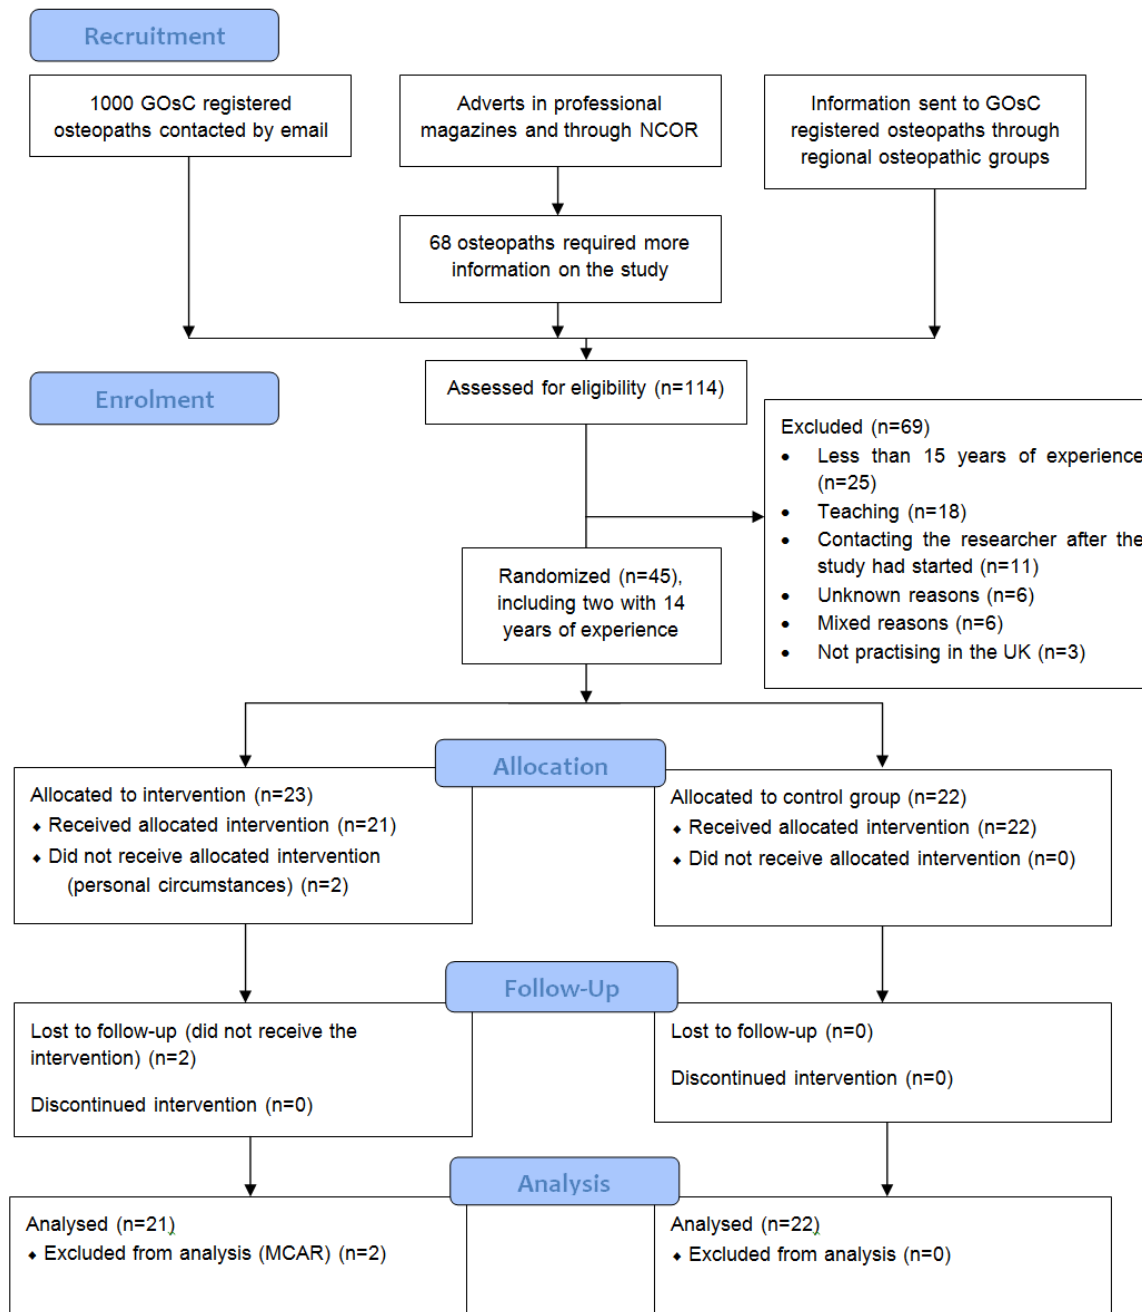 Recruitment
1000 GOsC registered
osteopaths contacted by email
Adverts in professional
magazines and through NCOR
Information sent to GOsC
registered osteopaths through
regional osteopathic groups
68 osteopaths required more
information on the study
Enrolment
Assessed for eligibility (n=114)
Excluded (n=69)
• Less than 15 years of experience
(n=25)
• Teaching (n=18)
• Contacting the researcher after the
study had started (n=11)
• Unknown reasons (n=6)
• Mixed reasons (n=6)
• Not practising in the UK (n=3)
Randomized (n=45),
including two with 14
years of experience
Allocation
Allocated to intervention (n=23)
♦ Received allocated intervention (n=21)
♦ Did not receive allocated intervention
(personal circumstances) (n=2)
Allocated to control group (n=22)
♦ Received allocated intervention (n=22)
♦ Did not receive allocated intervention (n=0)
Follow-Up
Lost to follow-up (did not receive the
intervention) (n=2)
Discontinued intervention (n=0)
Lost to follow-up (n=0)
Discontinued intervention (n=0)
Analysis
Analysed (n=21)
♦ Excluded from analysis (MCAR) (n=2)
Analysed (n=22)
♦ Excluded from analysis (n=0)